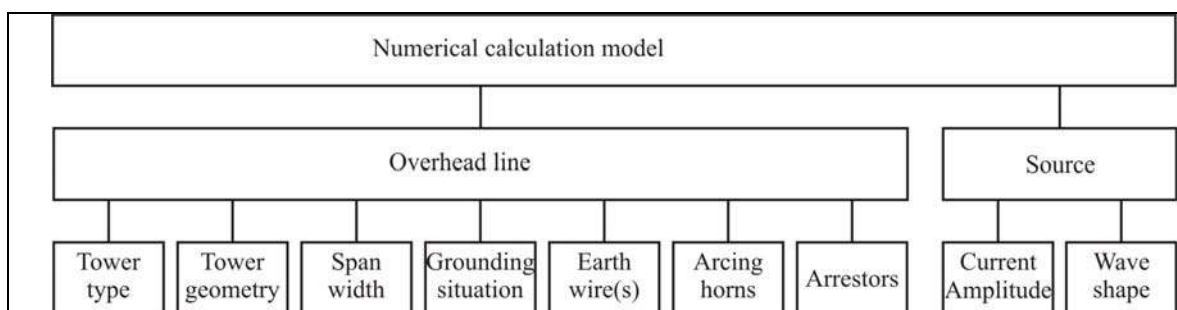 Numerical calculation model
Overhead line
Source
Tower
type
Tower
geometry
Span
width
Grounding
situation
Earth
wire(s)
Arcing
horns
Arrestors
Current
Amplitude
Wave
shape